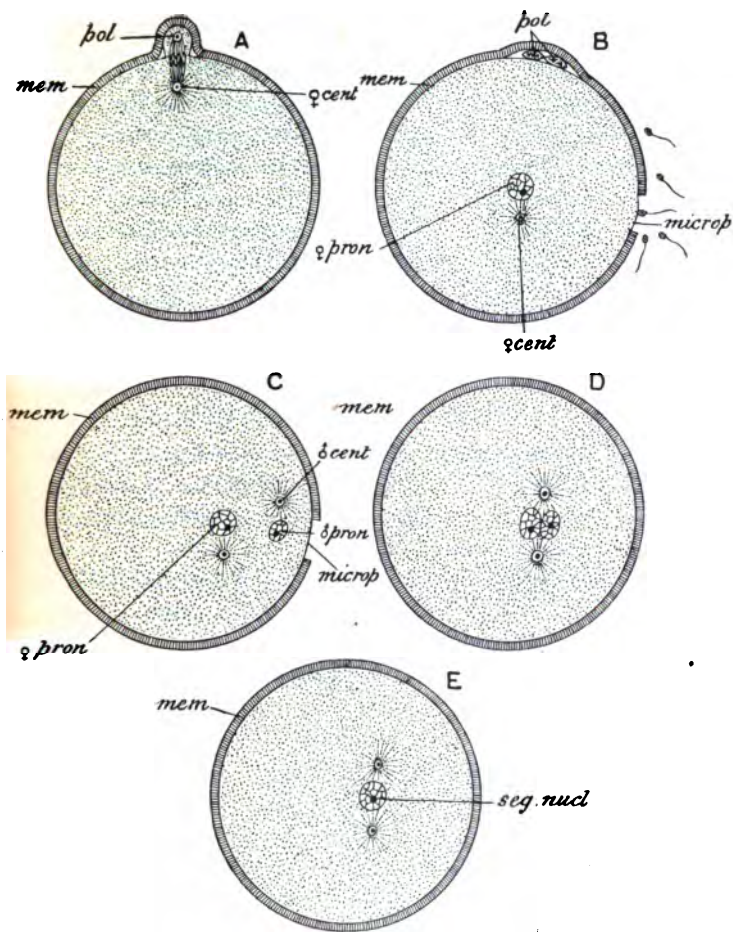 A
pol
mem
♀cent
B
pol
mem
microp
♀pron
♀cent
C
mem
♂cent
♂pron
microp
♀pron
D
mem
E
mem
seg. nucl